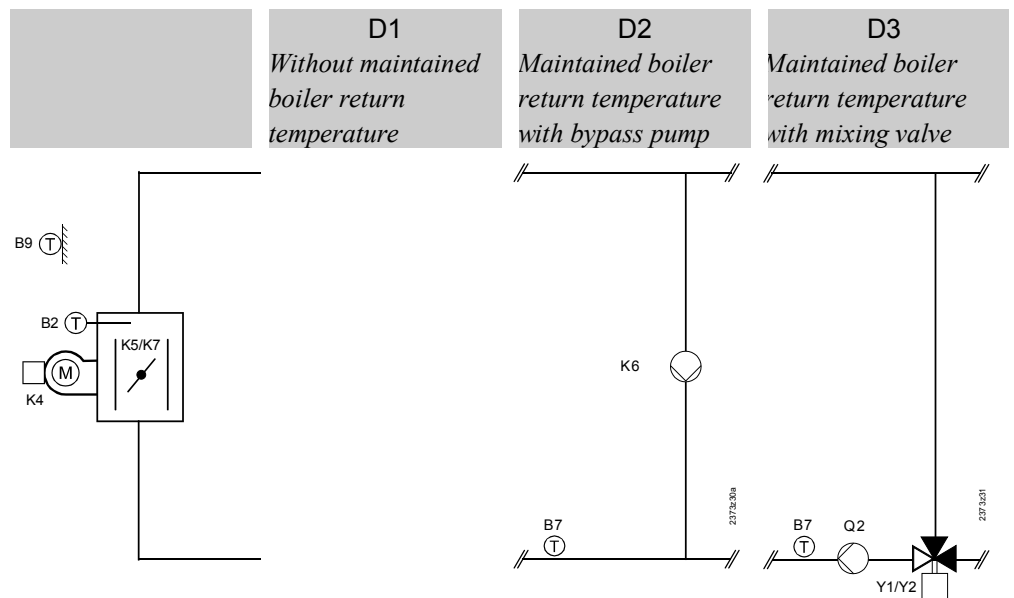 D1
Without maintained
boiler return
temperature
D2
Maintained boiler
return temperature
with bypass pump
D3
Maintained boiler
return temperature
with mixing valve
B9 T
B2 T
K5/K7
M
K4
K6
B7
T
2373z30a
B7
T
Q2
Y1/Y2
2373z31